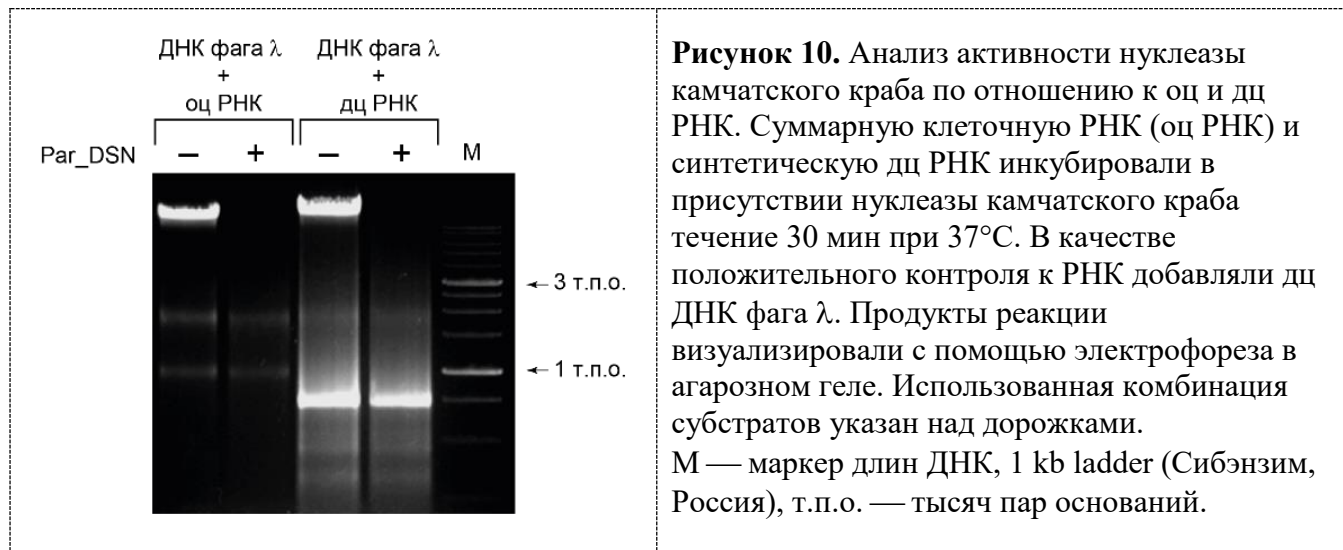 ДНК фага λ ДНК фага λ
+ +
оц РНК дц РНК
Par_DSN – + – + М
3 т.п.о.
1 т.п.о.
Рисунок 10. Анализ активности нуклеазы
камчатского краба по отношению к оц и дц
РНК. Суммарную клеточную РНК (оц РНК) и
синтетическую дц РНК инкубировали в
присутствии нуклеазы камчатского краба
течение 30 мин при 37°C. В качестве
положительного контроля к РНК добавляли дц
ДНК фага λ. Продукты реакции
визуализировали с помощью электрофореза в
агарозном геле. Использованная комбинация
субстратов указан над дорожками.
М — маркер длин ДНК, 1 kb ladder (Сибэнзим,
Россия), т.п.о. — тысяч пар оснований.